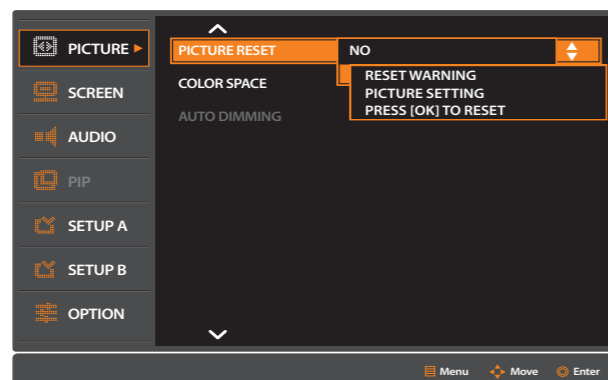 PICTURE
SCREEN
AUDIO
PIP
SETUP A
SETUP B
OPTION
PICTURE RESET NO
COLOR SPACE
AUTO DIMMING
RESET WARNING
PICTURE SETTING
PRESS [OK] TO RESET
Menu Move Enter